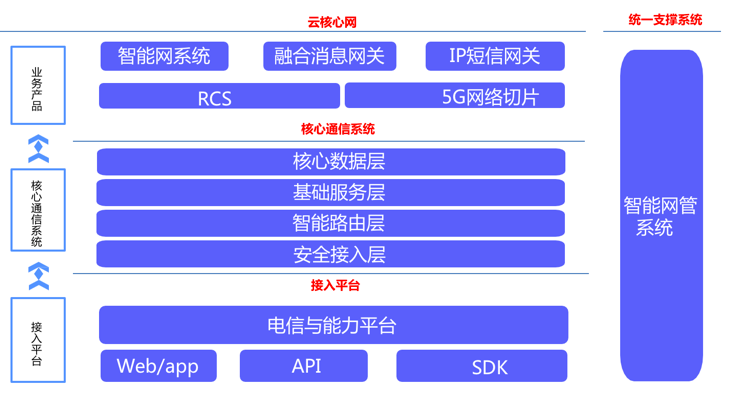 云核心网
统一支撑系统
业务产品
智能网系统
融合消息网关
IP短信网关
RCS
5G网络切片
核心通信系统
核心通信系统
核心数据层
基础服务层
智能路由层
安全接入层
智能网管
系统
接入平台
接入平台
电信与能力平台
Web/app
API
SDK